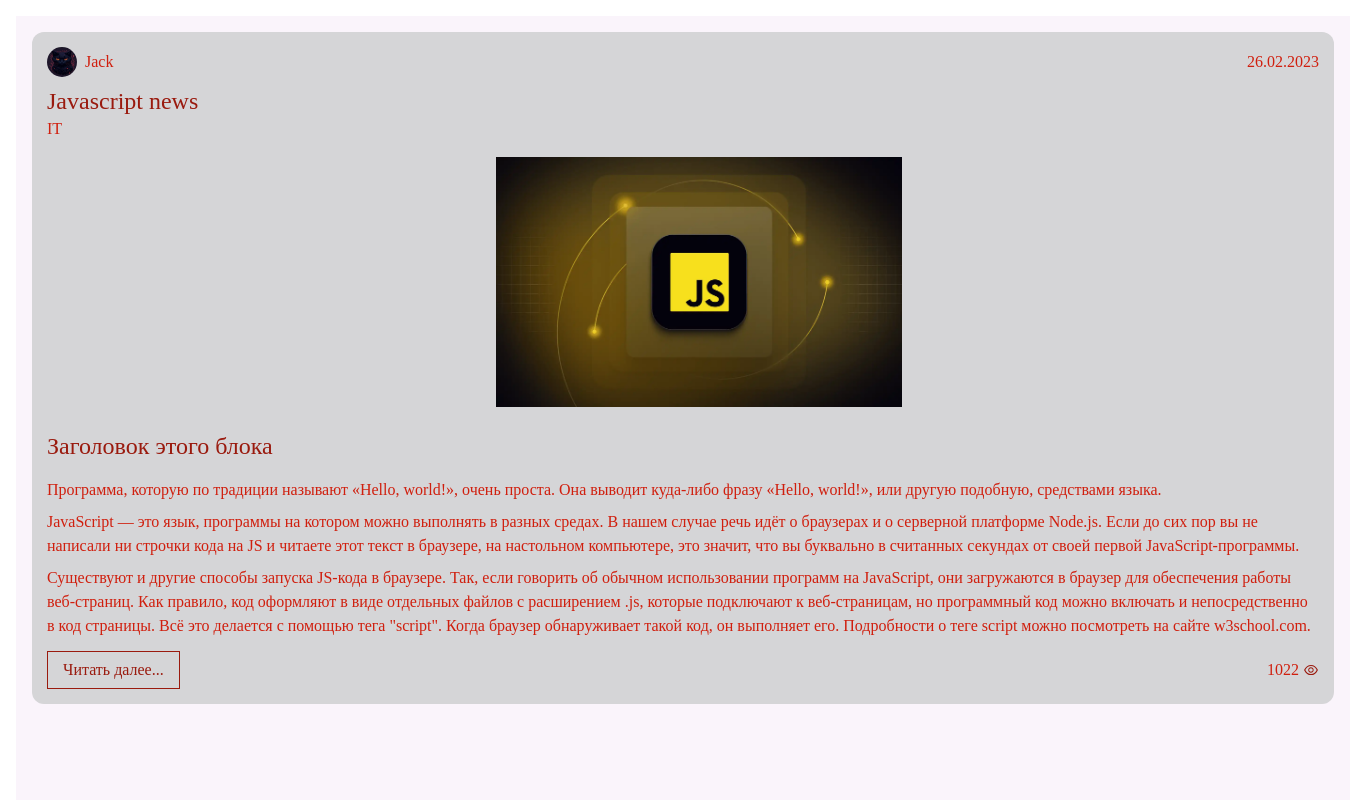 Jack
26.02.2023
Javascript news
IT
JS
Заголовок этого блока
Программа, которую по традиции называют «Hello, world!», очень проста. Она выводит куда-либо фразу «Hello, world!», или другую подобную, средствами языка.
JavaScript — это язык, программы на котором можно выполнять в разных средах. В нашем случае речь идёт о браузерах и о серверной платформе Node.js. Если до сих пор вы не
написали ни строчки кода на JS и читаете этот текст в браузере, на настольном компьютере, это значит, что вы буквально в считанных секундах от своей первой JavaScript-программы.
Существуют и другие способы запуска JS-кода в браузере. Так, если говорить об обычном использовании программ на JavaScript, они загружаются в браузер для обеспечения работы
веб-страниц. Как правило, код оформляют в виде отдельных файлов с расширением .js, которые подключают к веб-страницам, но программный код можно включать и непосредственно
в код страницы. Всё это делается с помощью тега "script". Когда браузер обнаруживает такой код, он выполняет его. Подробности о теге script можно посмотреть на сайте w3school.com.
Читать далее...
1022